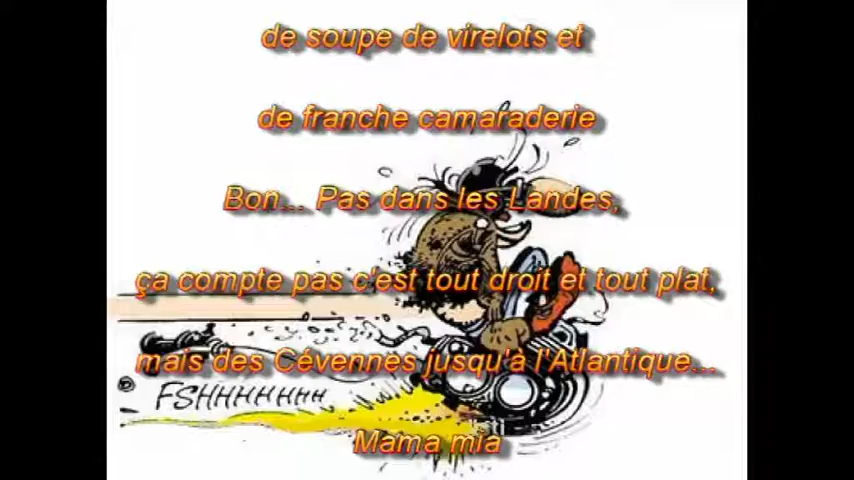 de soupe de virelots et
de franche camaraderie
Bon... Pas dans les Landes,
ça compte pas c'est tout droit et tout plat,
mais des Cévennes jusqu'à l'Atlantique...
FSHHHHHHH
Mama mia